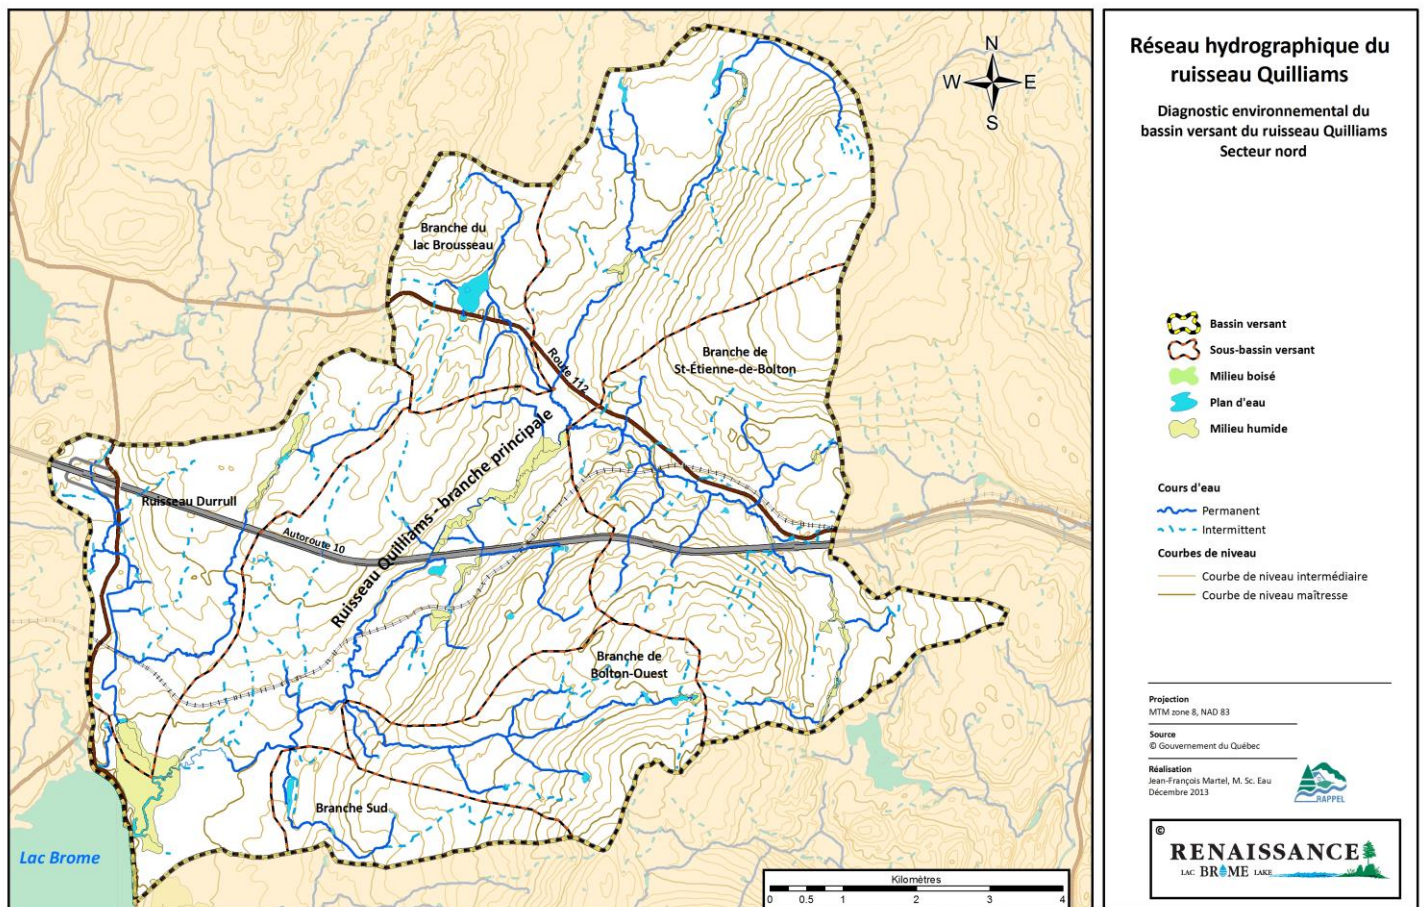 N
W
E
S
Branche du
lac Brousseau
Route 112
Branche de
St-Étienne-de-Bolton
Ruisseau Quilliams - branche principale
Ruisseau Durrull
Autoroute 10
Branche de
Bolton-Ouest
Branche Sud
Lac Brome
Kilomètres
0 0.5 1 2 3 4
Réseau hydrographique du
ruisseau Quilliams
Diagnostic environnemental du
bassin versant du ruisseau Quilliams
Secteur nord
Bassin versant
Sous-bassin versant
Milieu boisé
Plan d'eau
Milieu humide
Cours d'eau
Permanent
Intermittent
Courbes de niveau
Courbe de niveau intermédiaire
Courbe de niveau maîtresse
Projection
MTM zone 8, NAD 83
Source
© Gouvernement du Québec
Réalisation
Jean-François Martel, M. Sc. Eau
Décembre 2013
RAPPEL
©
RENAISSANCE
LAC BROME LAKE